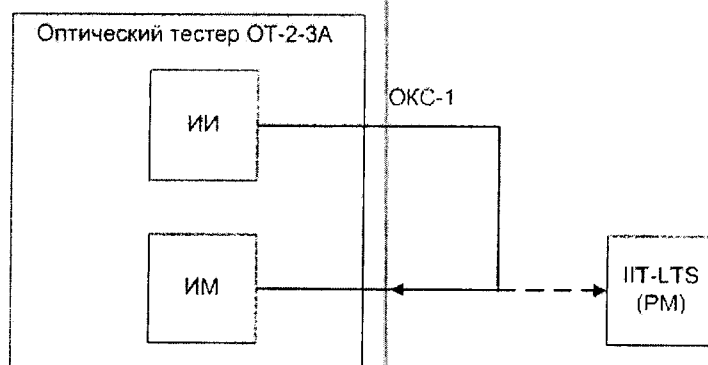 Оптический тестер ОТ-2-3А
ОКС-1
ИИ
ИМ
IIT-LTS
(PM)